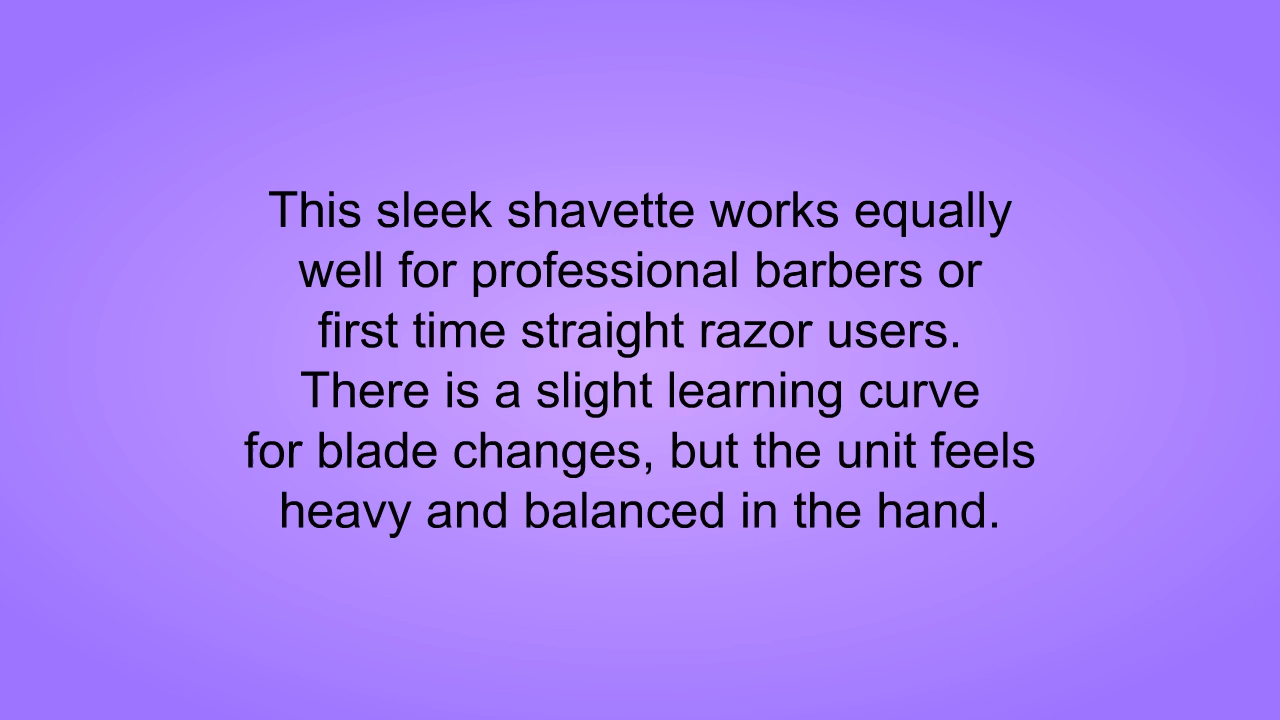 This sleek shavette works equally
well for professional barbers or
first time straight razor users.
There is a slight learning curve
for blade changes, but the unit feels
heavy and balanced in the hand.